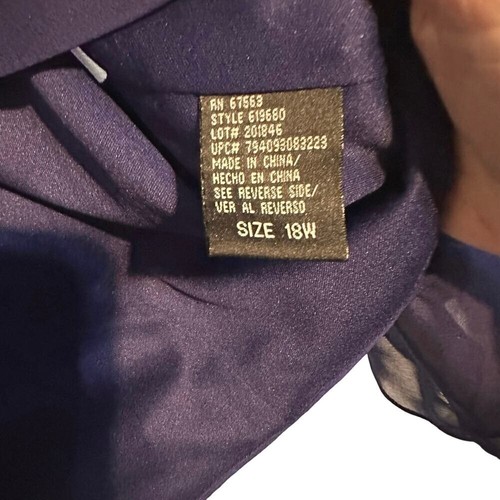 RN 67563
STYLE 619680
LOT# 201846
UPC# 794093083223
MADE IN CHINA/
HECHO EN CHINA
SEE REVERSE SIDE/
VER AL REVERSO
SIZE 18W